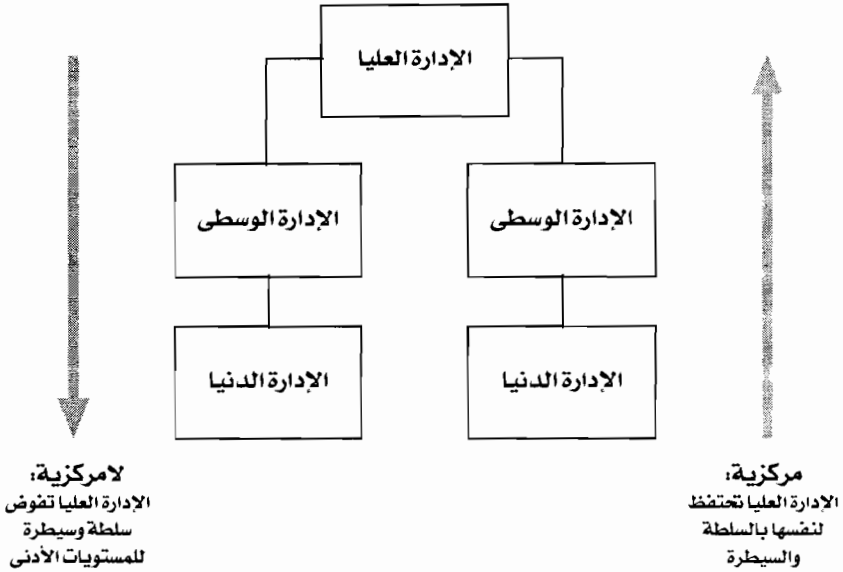 الإدارة العليا
الإدارة الوسطى
الإدارة الوسطى
الإدارة الدنيا
الإدارة الدنيا
مركزية:
الإدارة العليا تحتفظ
لنفسها بالسلطة
والسيطرة
لامركزية:
الإدارة العليا تفوض
سلطة وسيطرة
للمستويات الأدنى